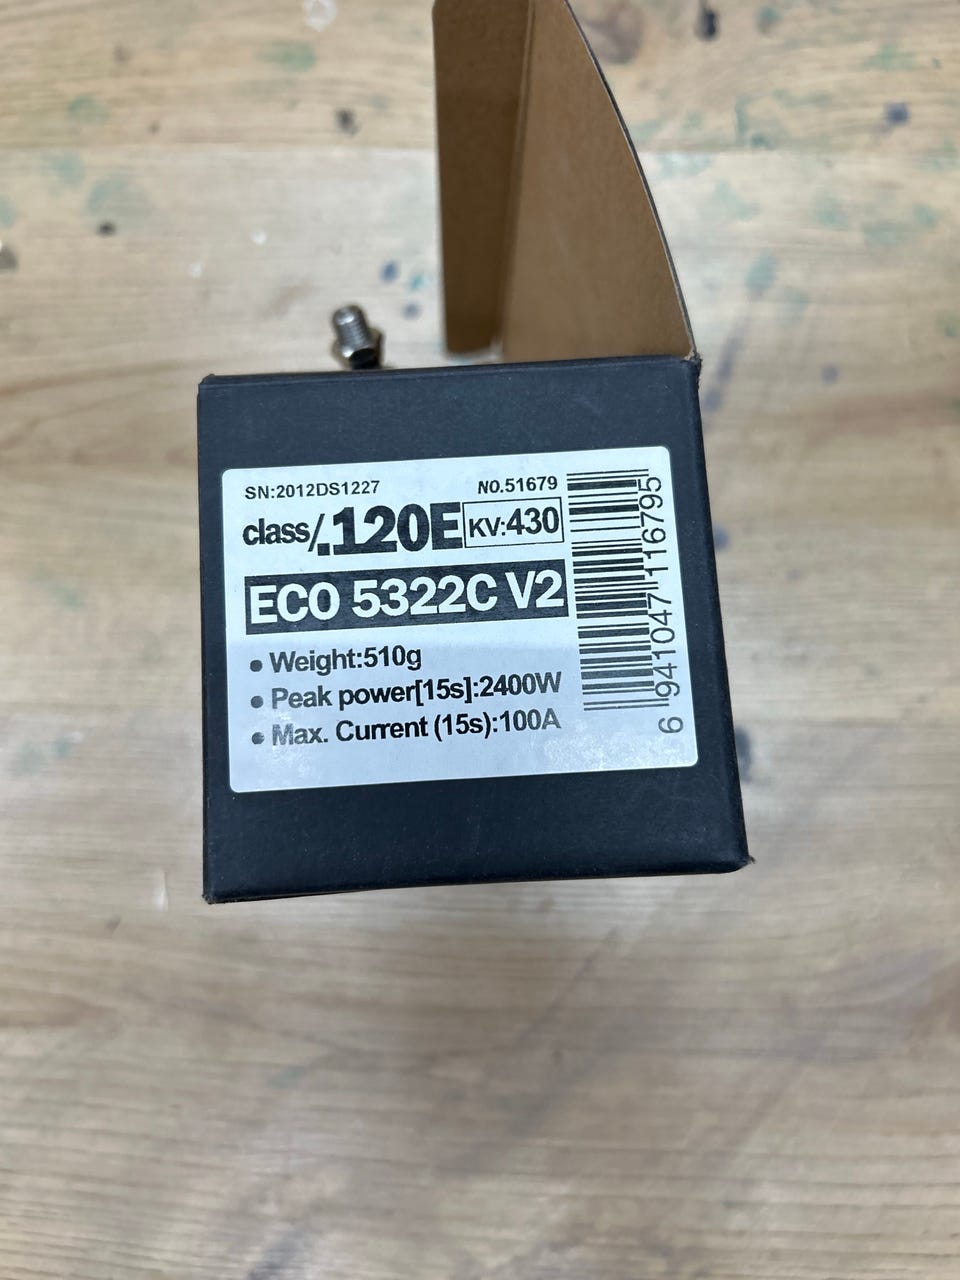 SN:2012DS1227 NO.51679
class/.120E KV:430
ECO 5322C V2
• Weight:510g
• Peak power[15s]:2400W
• Max. Current (15s):100A
6 941047 116795